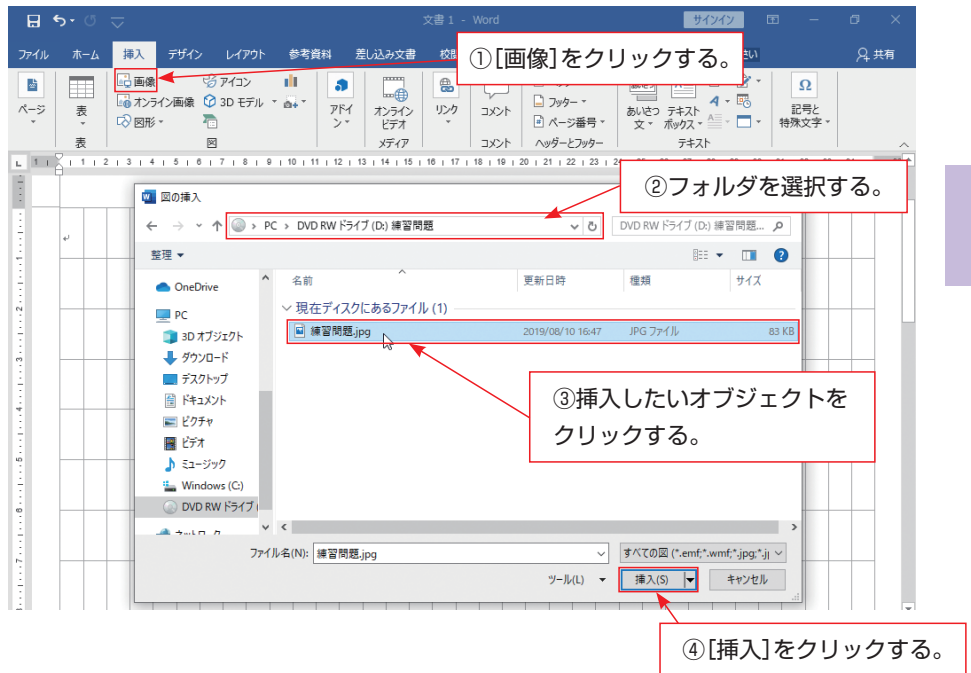 文書 1 - Word
サインイン
ファイル ホーム 挿入 デザイン レイアウト 参考資料 差し込み文書 校閲
共有
①[画像]をクリックする。
ページ
表
画像
オンライン画像
図形
アイコン
3D モデル
アドイ
ン
オンライン
ビデオ
リンク
コメント
フッター
ページ番号
あいさつ
文
テキスト
ボックス
記号と
特殊文字
表 図 メディア コメント ヘッダーとフッター テキスト
②フォルダを選択する。
図の挿入
PC › DVD RW ドライブ (D:) 練習問題
DVD RW ドライブ (D:) 練習問題...
整理
名前 更新日時 種類 サイズ
OneDrive
PC
3D オブジェクト
ダウンロード
デスクトップ
ドキュメント
ピクチャ
ビデオ
ミュージック
Windows (C:)
DVD RW ドライブ
現在ディスクにあるファイル (1)
練習問題.jpg 2019/08/10 16:47 JPG ファイル 83 KB
③挿入したいオブジェクトを
クリックする。
ファイル名(N): 練習問題.jpg
すべての図 (*.emf;*.wmf;*.jpg;*.j
ツール(L) 挿入(S) キャンセル
④[挿入]をクリックする。